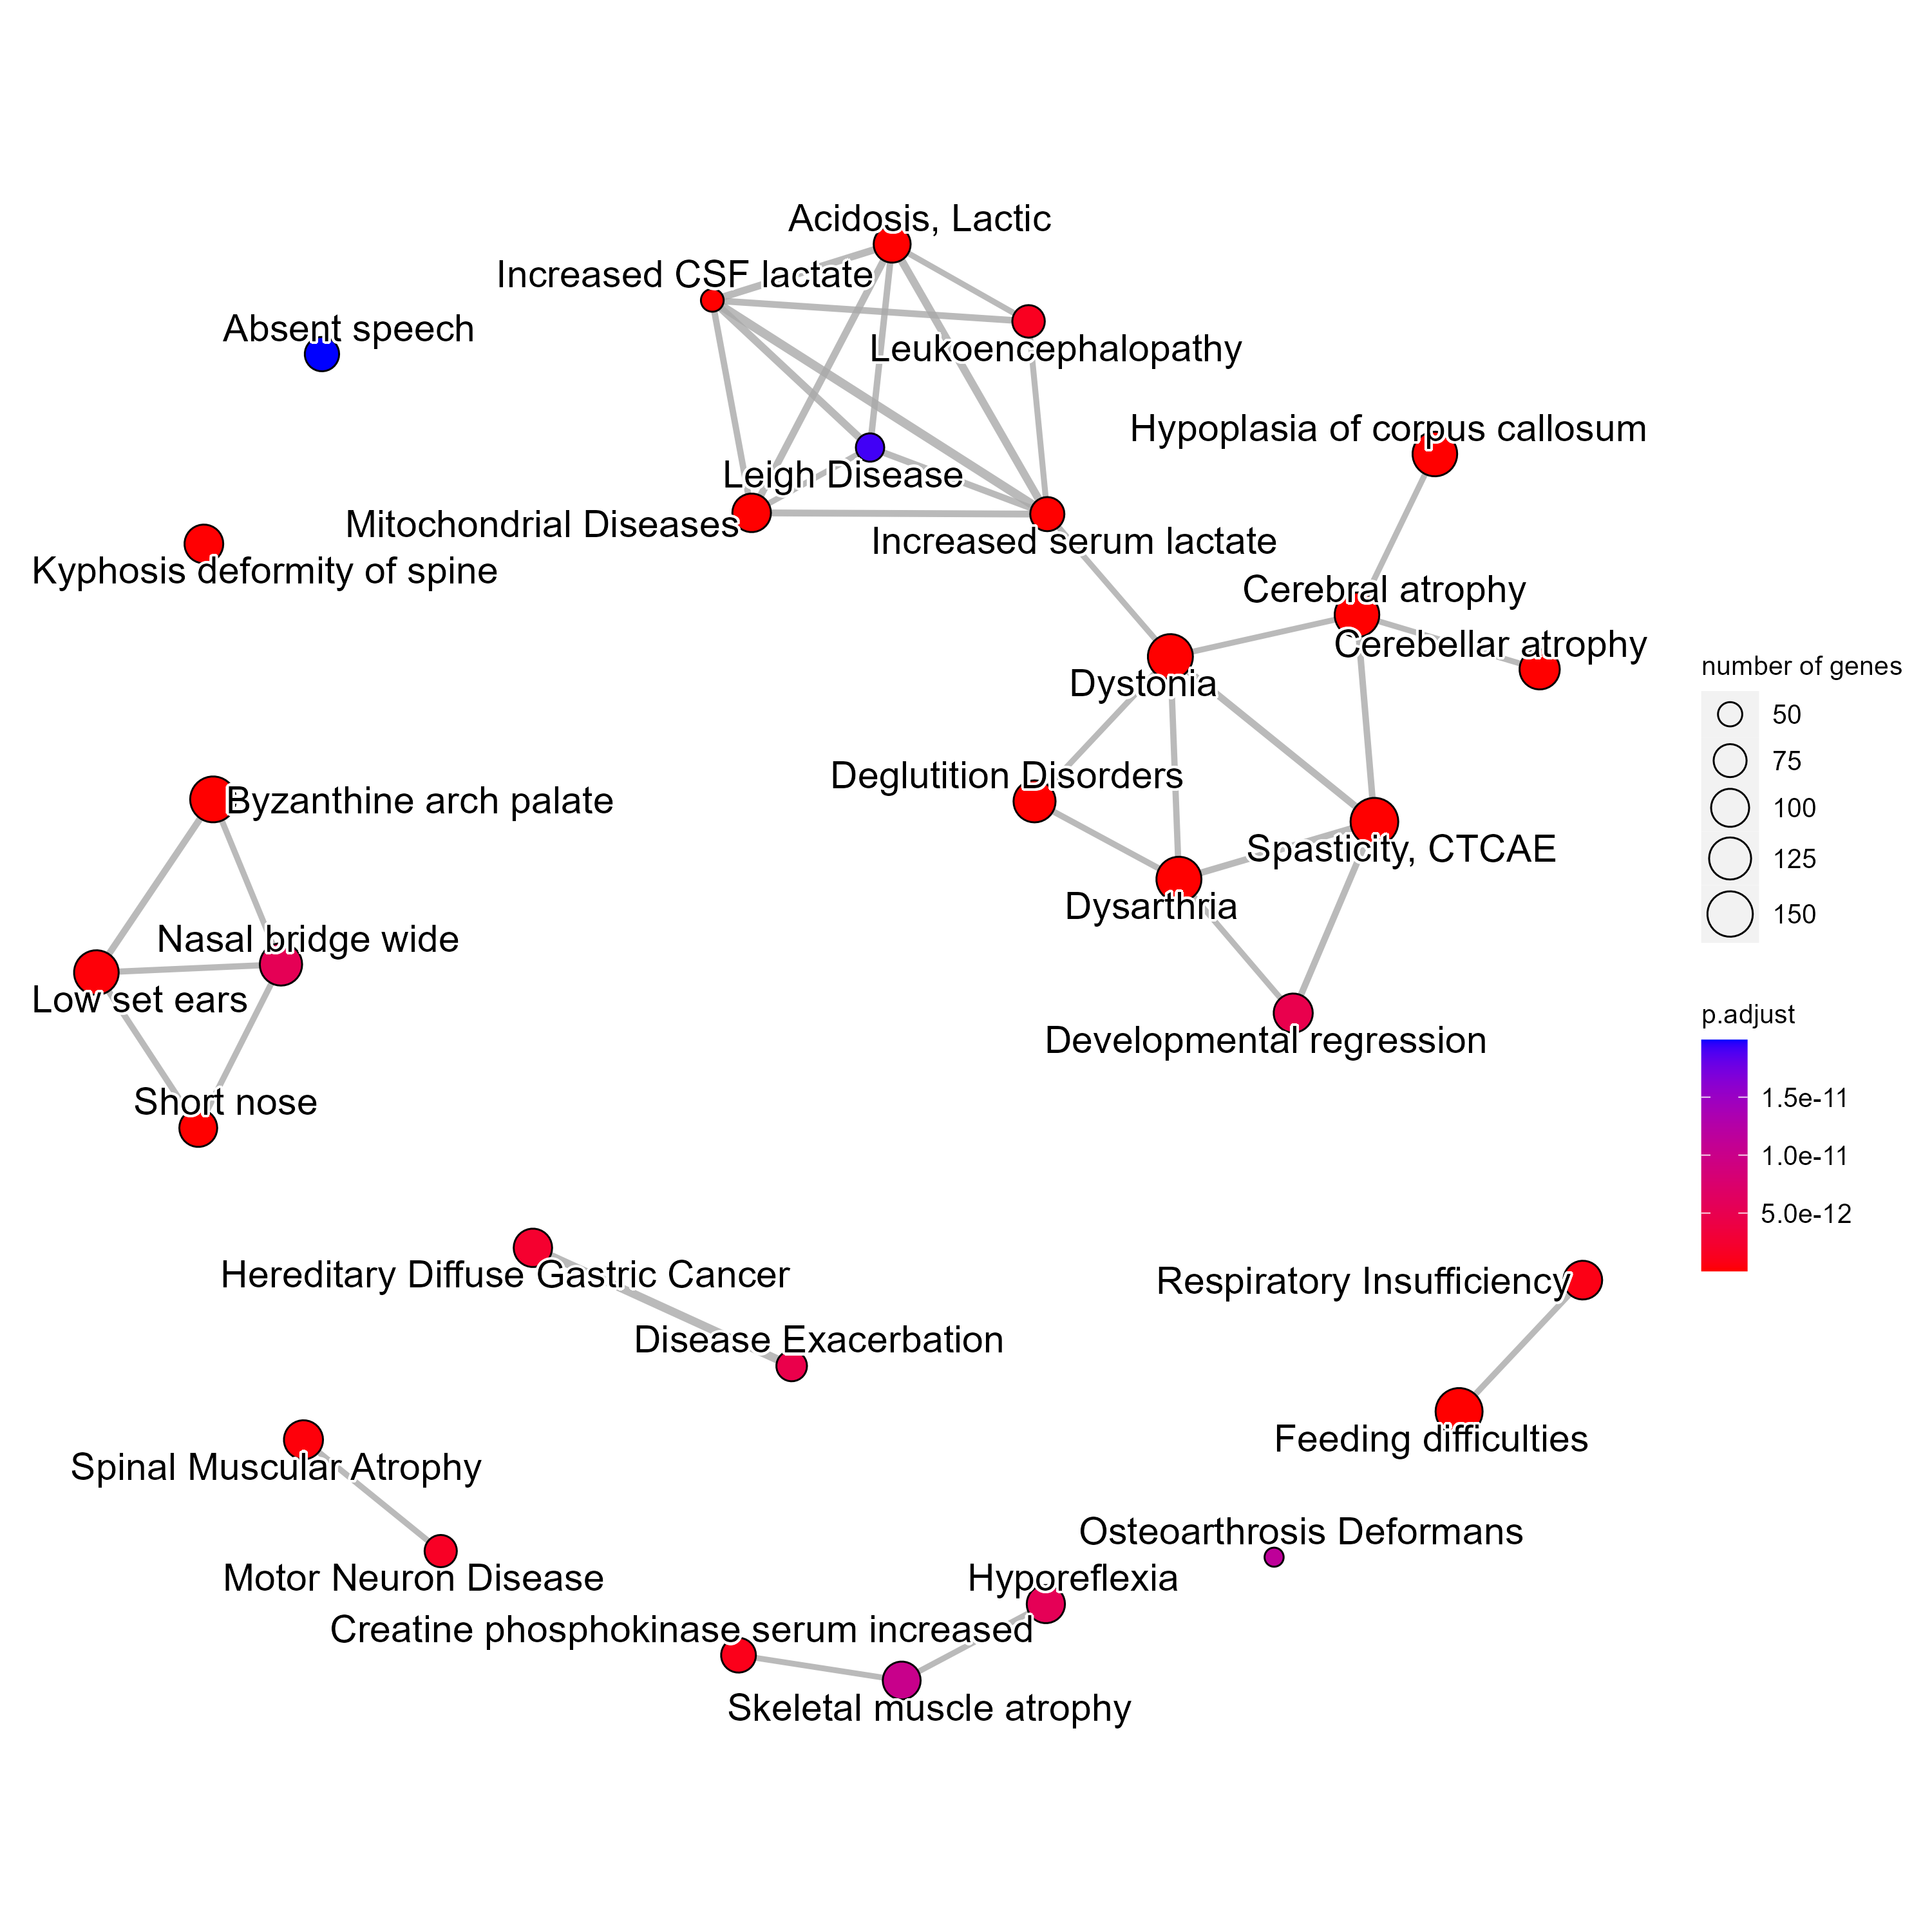 Acidosis, Lactic
Increased CSF lactate
Absent speech
Leukoencephalopathy
Hypoplasia of corpus callosum
Leigh Disease
Mitochondrial Diseases
Increased serum lactate
Kyphosis deformity of spine
Cerebral atrophy
Cerebellar atrophy
Dystonia
Deglutition Disorders
Byzanthine arch palate
Spasticity, CTCAE
Dysarthria
Nasal bridge wide
Low set ears
Developmental regression
Short nose
Hereditary Diffuse Gastric Cancer
Respiratory Insufficiency
Disease Exacerbation
Feeding difficulties
Spinal Muscular Atrophy
Osteoarthrosis Deformans
Motor Neuron Disease
Hyporeflexia
Creatine phosphokinase serum increased
Skeletal muscle atrophy
number of genes
50
75
100
125
150
p.adjust
1.5e-11
1.0e-11
5.0e-12